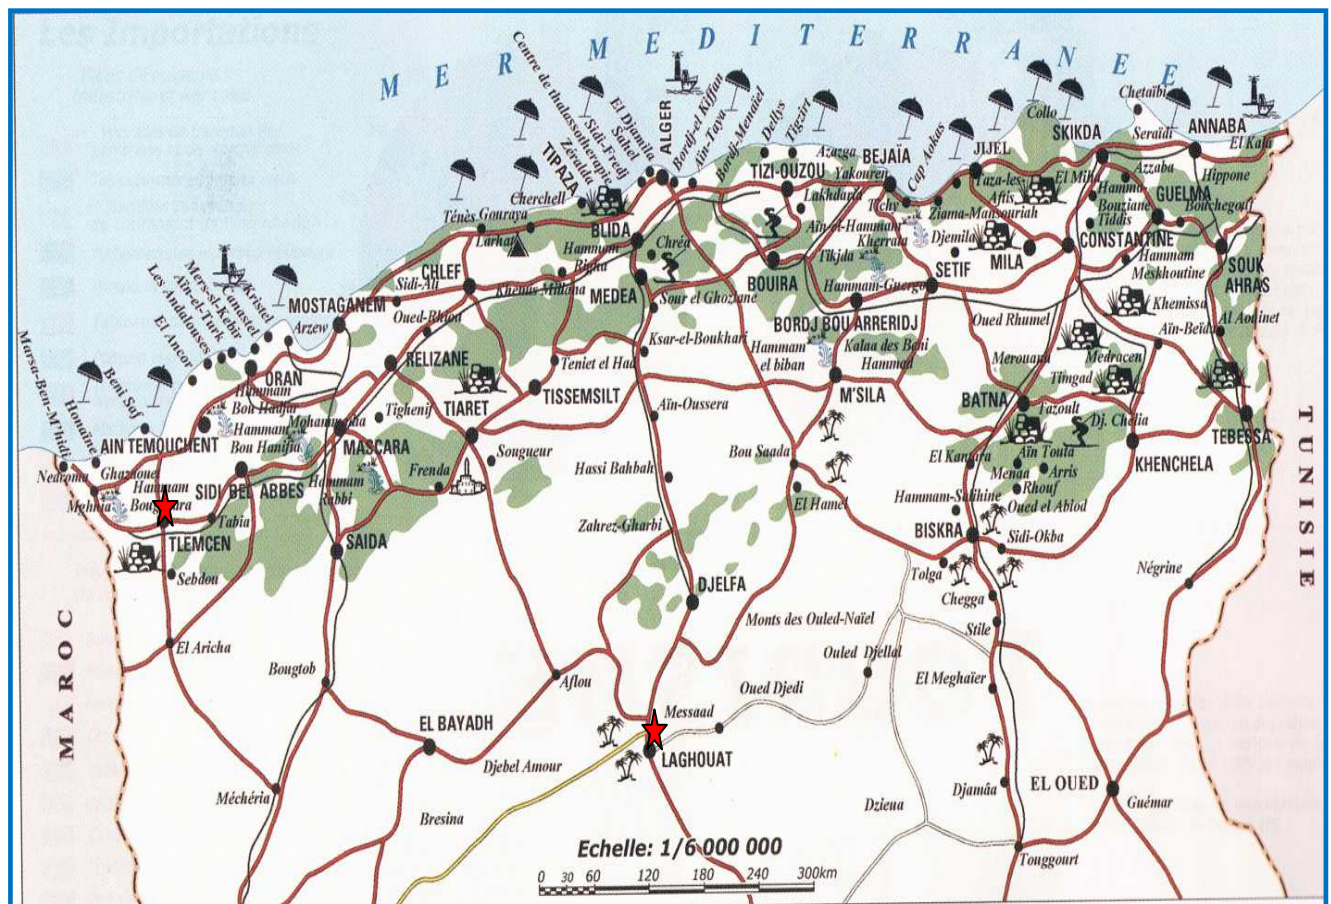 MER MEDITERRANEE
Centre de thalassotherapie
Sidi-Fredj
El Djamila
Sahel
Zéralda
TIPAZA
ALGER
Bordj-el Kiffan
Aïn-Taya
Bordj-Menaïel
Dellys
Tigzirt
Azazga
Yakouren
TIZI-OUZOU
BEJAÏA
Cap Aokas
JIJEL
Collo
SKIKDA
Chetaïbi
Seraïdi
ANNABA
El Kala
Azzaba
Hippone
El Milia
Taza-les-
Aftis
Hamma-
Bouziane
GUELMA
Bouchegouf
Tiddis
Tichy
Ziama-Mansouriah
Lakhdaria
Cherchell
Ténès
Gouraya
Larhat
BLIDA
Chréa
Hammam
Righa
Aïn-el-Hammam
Kherrata
Tikjda
Djemila
MILA
CONSTANTINE
Hammam
Meskhoutine
SOUK
AHRAS
SETIF
CHLEF
Sidi-Ali
Khemis Miliana
MEDEA
BOUIRA
Hammam-Guergour
Sour el Ghozlane
Khemissa
Al Aouinet
Aïn-Beïda
Oued Rhumel
BORDJ BOU ARRERIDJ
Kristel
Canastel
Mers-el-Kébir
Aïn-el-Turk
Les Andalouses
El Ançor
MOSTAGANEM
Arzew
Oued-Rhiou
Ksar-el-Boukhari
Hammam
el biban
Kalaa des Beni
Hammad
Merouana
Medracen
Timgad
RELIZANE
Teniet el Had
ORAN
TISSEMSILT
M'SILA
BATNA
Tazoult
Dj. Chelia
TEBESSA
Marsa-Ben-M'hidi
Honaïne
Beni Saf
Hammam
Bou Hadjar
Tighenif
TIARET
Aïn-Oussera
AIN TEMOUCHENT
Hammam
Bou Hanifia
Mohammadia
MASCARA
Sougueur
Bou Saada
El Kantara
Aïn Touta
Menaa
Arris
KHENCHELA
Nedroma
Ghazaouet
Hammam
Maghnia
SIDI BEL ABBES
Hammam
Rabbi
Frenda
Hassi Bahbah
El Hamel
Hammam-Salihine
Rhouf
Oued el Abiod
Tabia
Zahrez-Gharbi
BISKRA
Sidi-Okba
TLEMCEN
SAIDA
Sebdou
Tolga
Négrine
DJELFA
Chegga
TUNISIE
Monts des Ouled-Naïel
Stile
MAROC
El Aricha
Ouled Djellal
Bougtob
Aflou
Oued Djedi
El Meghaïer
Messaad
EL BAYADH
LAGHOUAT
Djebel Amour
Djamâa
EL OUED
Guémar
Méchéria
Bresina
Dzieua
Touggourt
Echelle: 1/6 000 000
0 30 60 120 180 240 300km